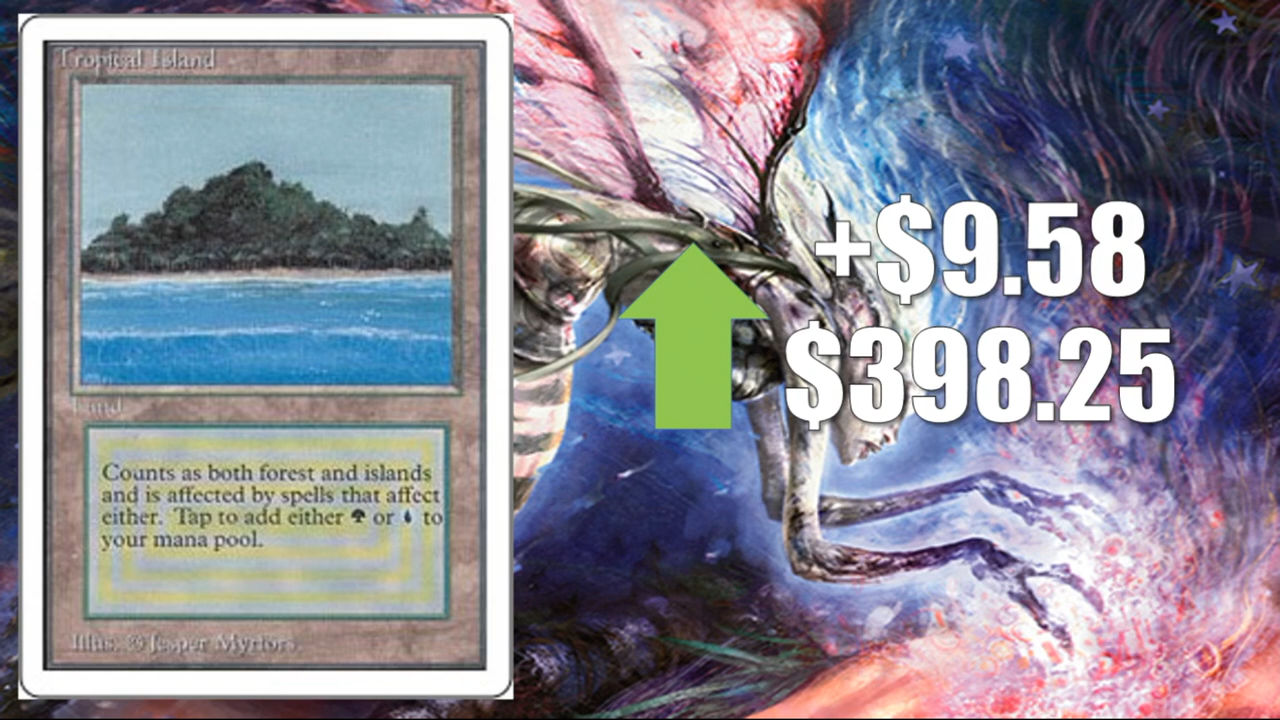 Tropical Island
Land
Counts as both forest and islands
and is affected by spells that affect
either. Tap to add either or to
your mana pool.
Illus. © Jesper Myrfors
+$9.58
$398.25